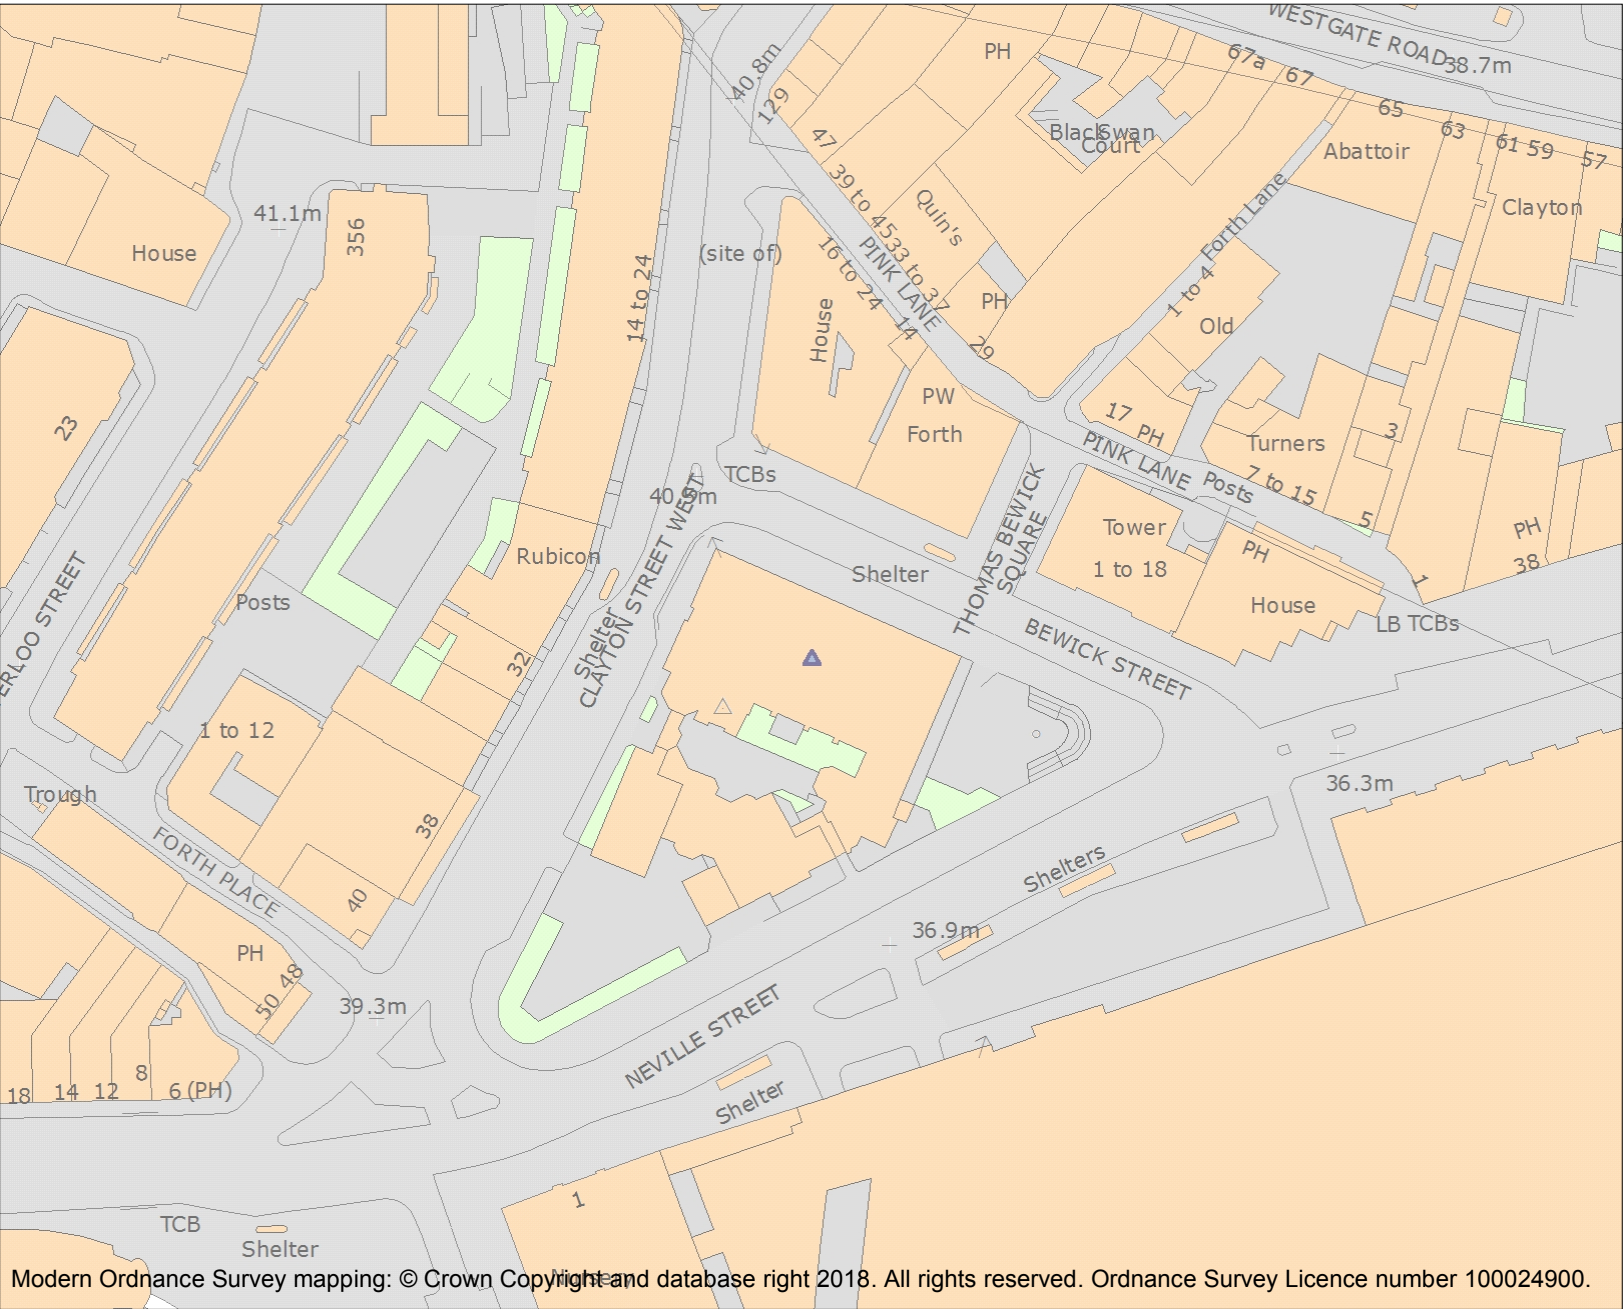 WESTGATE ROAD
38.7m
PH
67a
67
65
63
61 59
57
40.8m
129
47
BlackSwan
Court
Abattoir
Clayton
39 to 45
33 to 37
Quin's
41.1m
356
House
(site of)
14 to 24
PINK LANE
16 to 24
14
29
PH
House
Forth Lane
1 to 4
Old
23
PW
Forth
17
PH
PINK LANE
Posts
Turners
7 to 15
3
5
1
PH
38
TCBs
CLAYTON STREET WEST
Rubicon
Shelter
THOMAS BEWICK
SQUARE
Tower
1 to 18
PH
House
LB TCBs
Shelter
BEWICK STREET
ERLOO STREET
Posts
32
1 to 12
Trough
38
FORTH PLACE
40
36.3m
Shelters
36.9m
PH
50 48
39.3m
NEVILLE STREET
18
14
12
8
6 (PH)
Shelter
1
TCB
Shelter
Nursery
Modern Ordnance Survey mapping: © Crown Copyright and database right 2018. All rights reserved. Ordnance Survey Licence number 100024900.